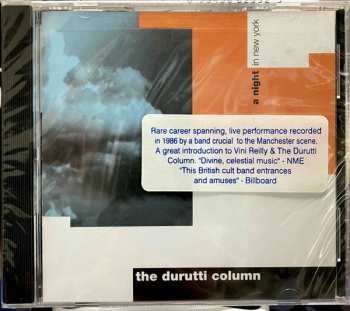 a night in new york
Rare career spanning, live performance recorded
in 1986 by a band crucial to the Manchester scene.
A great introduction to Vini Reilly & The Durutti
Column. "Divine, celestial music" - NME
"This British cult band entrances
and amuses" - Billboard
the durutti column